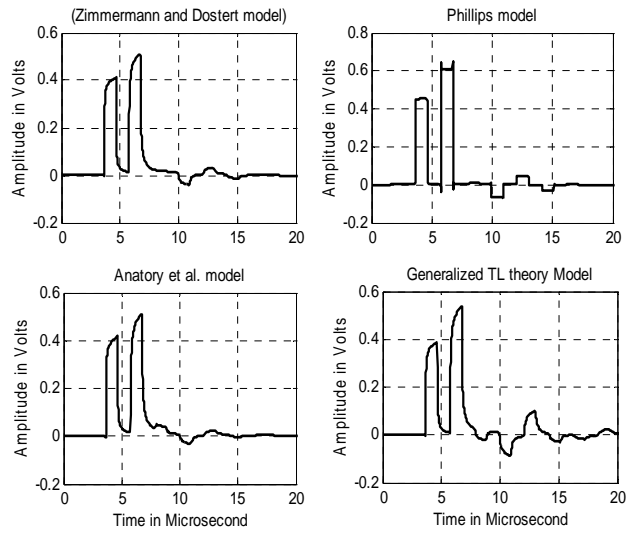 (Zimmermann and Dostert model)
0.6
0.4
0.2
0
-0.2
Amplitude in Volts
0 5 10 15 20
Phillips model
0.8
0.6
0.4
0.2
0
-0.2
Amplitude in Volts
0 5 10 15 20
Anatory et al. model
0.6
0.4
0.2
0
-0.2
Amplitude in Volts
0 5 10 15 20
Time in Microsecond
Generalized TL theory Model
0.6
0.4
0.2
0
-0.2
Amplitude in Volts
0 5 10 15 20
Time in Microsecond